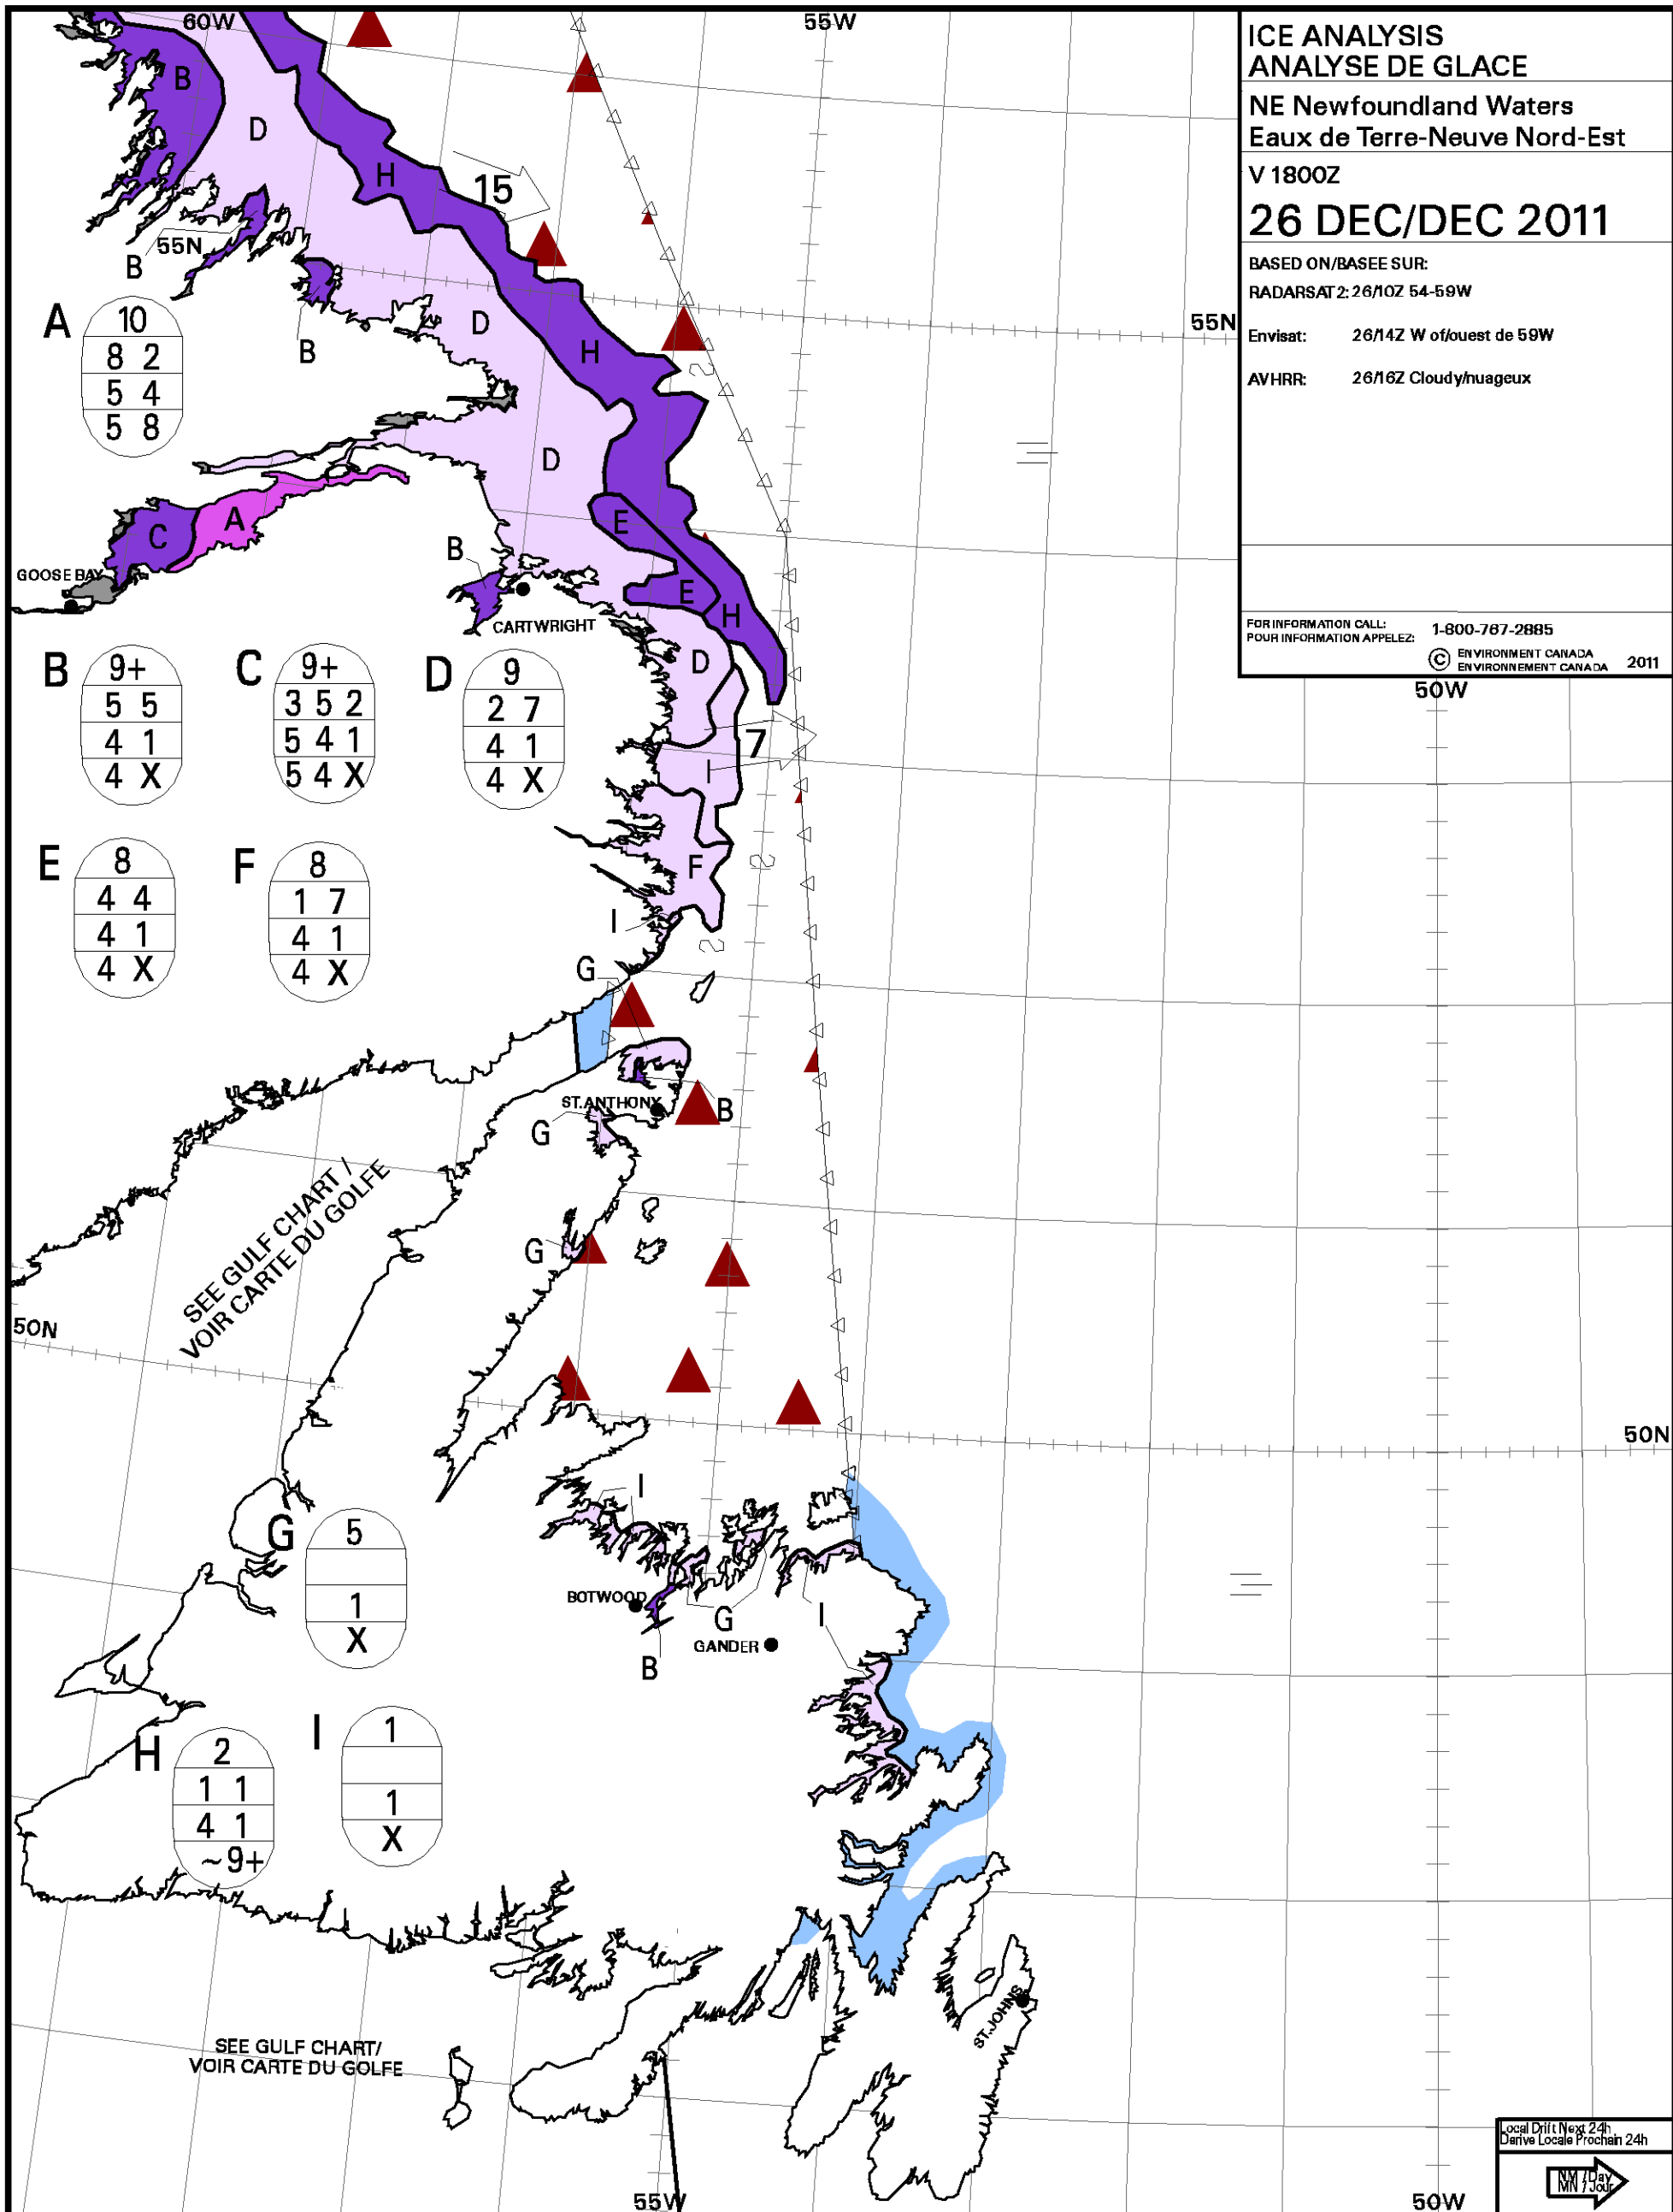 ICE ANALYSIS
ANALYSE DE GLACE
NE Newfoundland Waters
Eaux de Terre-Neuve Nord-Est
V 1800Z
26 DEC/DEC 2011
BASED ON/BASEE SUR:
RADARSAT2: 26/10Z 54-59W
Envisat: 26/14Z W of/ouest de 59W
AVHRR: 26/16Z Cloudy/nuageux
FOR INFORMATION CALL:
POUR INFORMATION APPELEZ:
1-800-767-2885
© ENVIRONMENT CANADA
ENVIRONNEMENT CANADA 2011
60W
55W
B
D
H
15
B
55N
B
D
H
55N
A
10
8 2
5 4
5 8
D
C
A
E
B
GOOSE BAY
E
H
CARTWRIGHT
B
9+
5 5
4 1
4 X
C
9+
3 5 2
5 4 1
5 4 X
D
9
2 7
4 1
4 X
D
50W
7
I
E
8
4 4
4 1
4 X
F
8
1 7
4 1
4 X
F
I
G
ST.ANTHONY
B
G
SEE GULF CHART /
VOIR CARTE DU GOLFE
G
50N
50N
I
G
5
1
X
BOTWOOD
G
I
GANDER
B
H
2
1 1
4 1
~9+
I
1
1
X
ST.JOHNS
SEE GULF CHART/
VOIR CARTE DU GOLFE
55W
50W
Local Drift Next 24h
Derive Locale Prochain 24h
NM / Day
MN / Jour